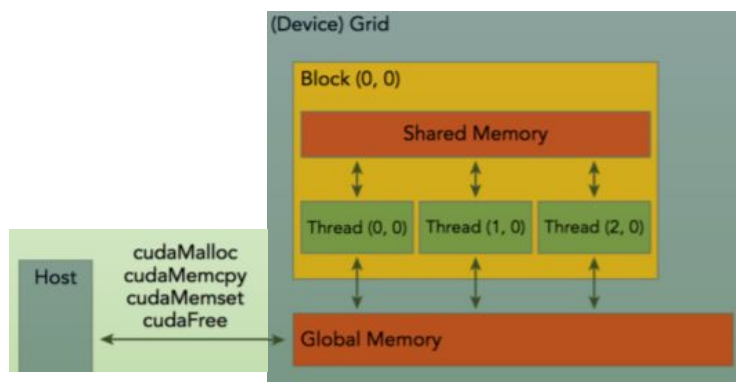 (Device) Grid
Block (0, 0)
Shared Memory
Thread (0, 0)
Thread (1, 0)
Thread (2, 0)
Host
cudaMalloc
cudaMemcpy
cudaMemset
cudaFree
Global Memory